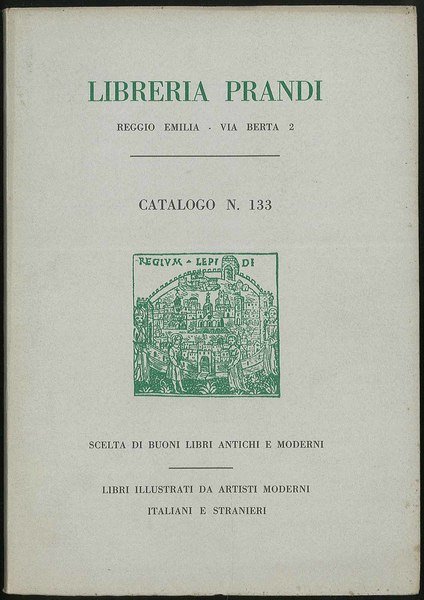 LIBRERIA PRANDI
REGGIO EMILIA - VIA BERTA 2
CATALOGO N. 133
REGIVM - LEPIDI
SCELTA DI BUONI LIBRI ANTICHI E MODERNI
LIBRI ILLUSTRATI DA ARTISTI MODERNI
ITALIANI E STRANIERI